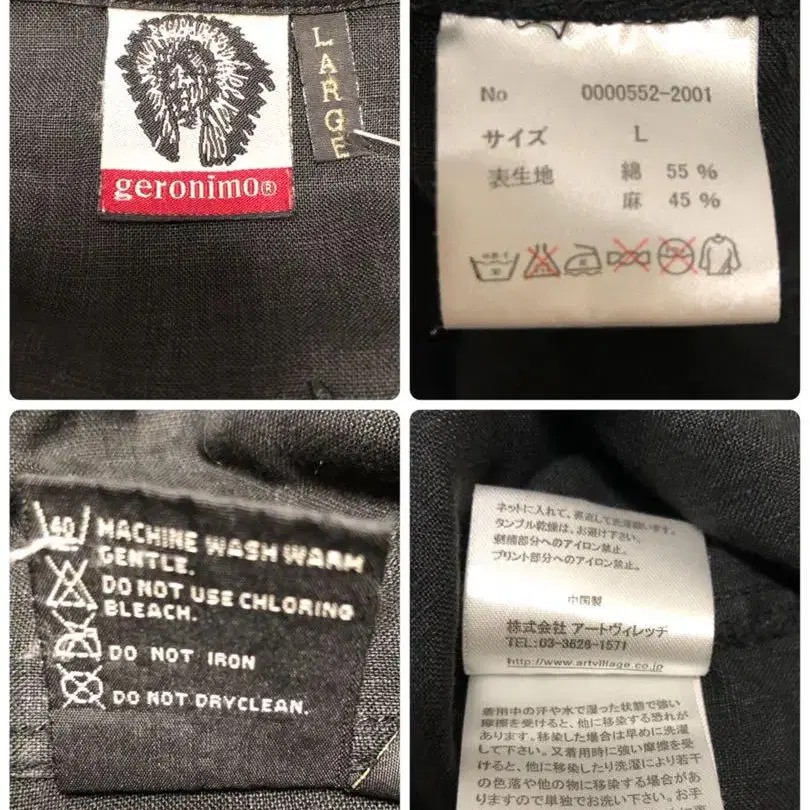 geronimo®
LARGE
No 0000552-2001
サイズ L
表生地 綿 55 %
麻 45 %
40
MACHINE WASH WARM
GENTLE.
DO NOT USE CHLORING
BLEACH.
DO NOT IRON
DO NOT DRYCLEAN.
ネットに入れて、裏返して洗濯願います。
タンブル乾燥は、お避け下さい。
刺繍部分へのアイロン禁止。
プリント部分へのアイロン禁止。
中国製
株式会社 アートヴィレッヂ
TEL:03-3626-1571
http://www.artvillage.co.jp
着用中の汗や水で湿った状態で強い
摩擦を受けると、他に移染する恐れが
あります。移染した場合は早めに洗濯
して下さい。又着用時に強い摩擦を受
けると、他に移染したり洗濯により若干
の色落や他の物に移染する場合があ
りますので単独でお洗い下さい。お手